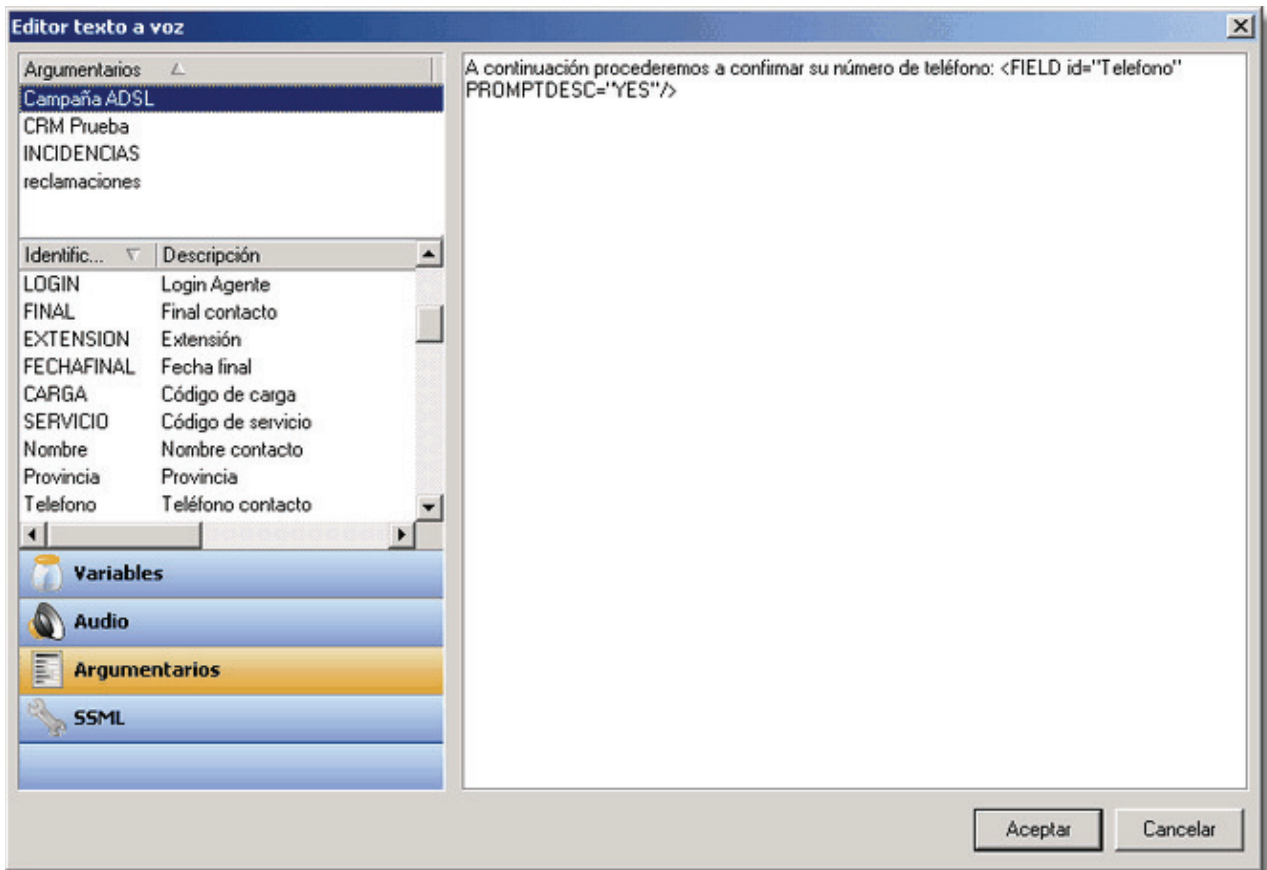 Editor texto a voz
Argumentarios
Campaña ADSL
CRM Prueba
INCIDENCIAS
reclamaciones
Identific... Descripción
LOGIN Login Agente
FINAL Final contacto
EXTENSION Extensión
FECHAFINAL Fecha final
CARGA Código de carga
SERVICIO Código de servicio
Nombre Nombre contacto
Provincia Provincia
Telefono Teléfono contacto
Variables
Audio
Argumentarios
SSML
A continuación procederemos a confirmar su número de teléfono: <FIELD id="Telefono"
PROMPTDESC="YES"/>
Aceptar Cancelar